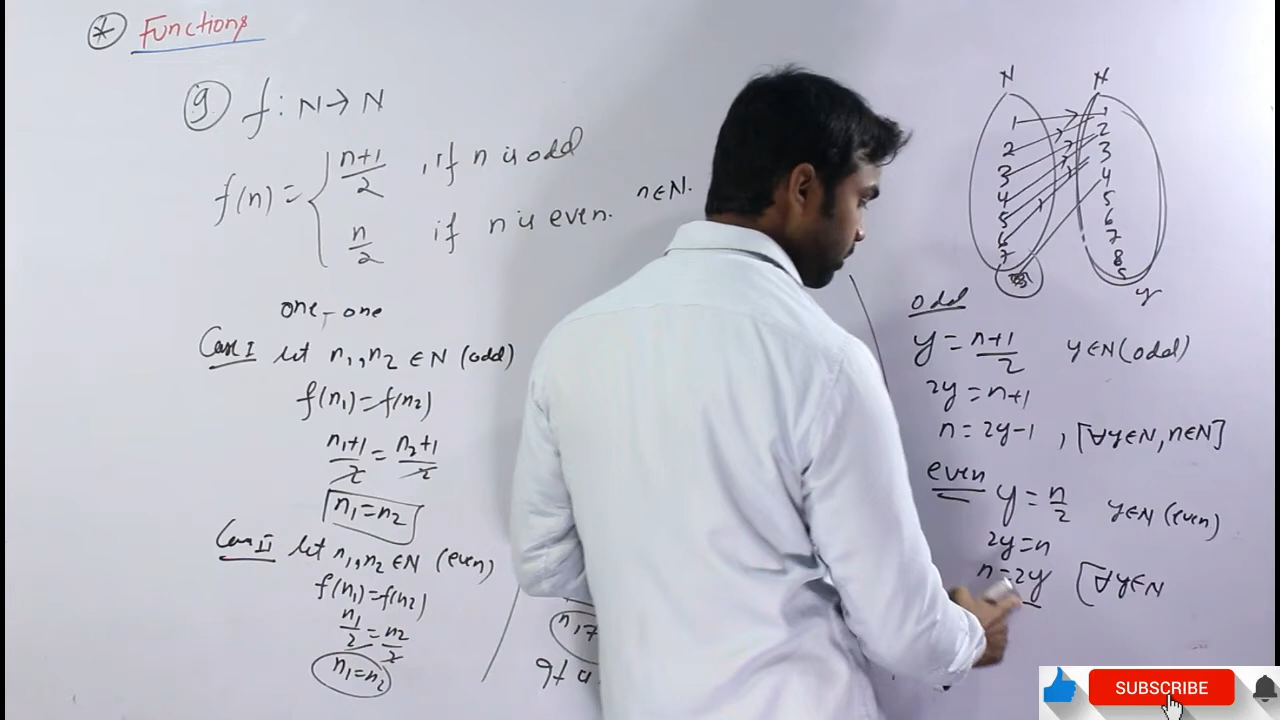 * Functions
9 f: N→N
f(n) = { n+1/2 , if n is odd
n/2 if n is even. n∈N.
one-one
Case I let n1, n2 ∈ N (odd)
f(n1) = f(n2)
n1+1/2 = n2+1/2
n1 = n2
Case II let n1, n2 ∈ N (even)
f(n1) = f(n2)
n1/2 = n2/2
n1 = n2
N N
1 1
2 2
3 3
4 4
5 5
6 6
7 7
8
y
odd
y = n+1/2 y∈N (odd)
2y = n+1
n = 2y-1 , [∀y∈N, n∈N]
even y = n/2 y∈N (even)
2y = n
n = 2y [∀y∈N
SUBSCRIBE